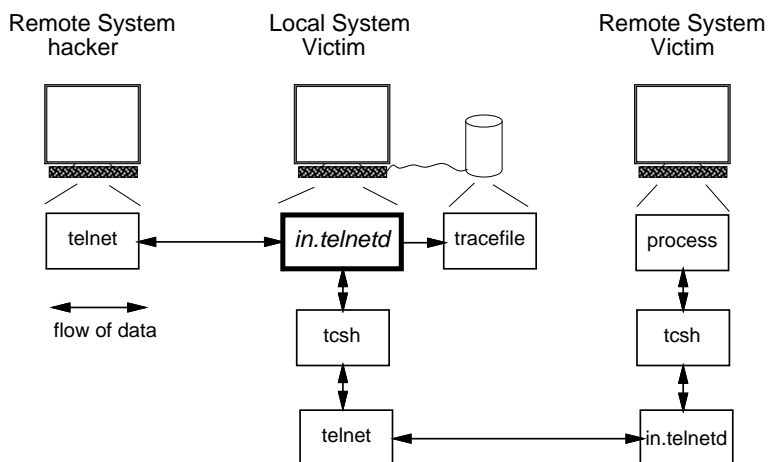 Remote System
hacker
Local System
Victim
Remote System
Victim
telnet
in.telnetd
tracefile
process
flow of data
tcsh
tcsh
telnet
in.telnetd